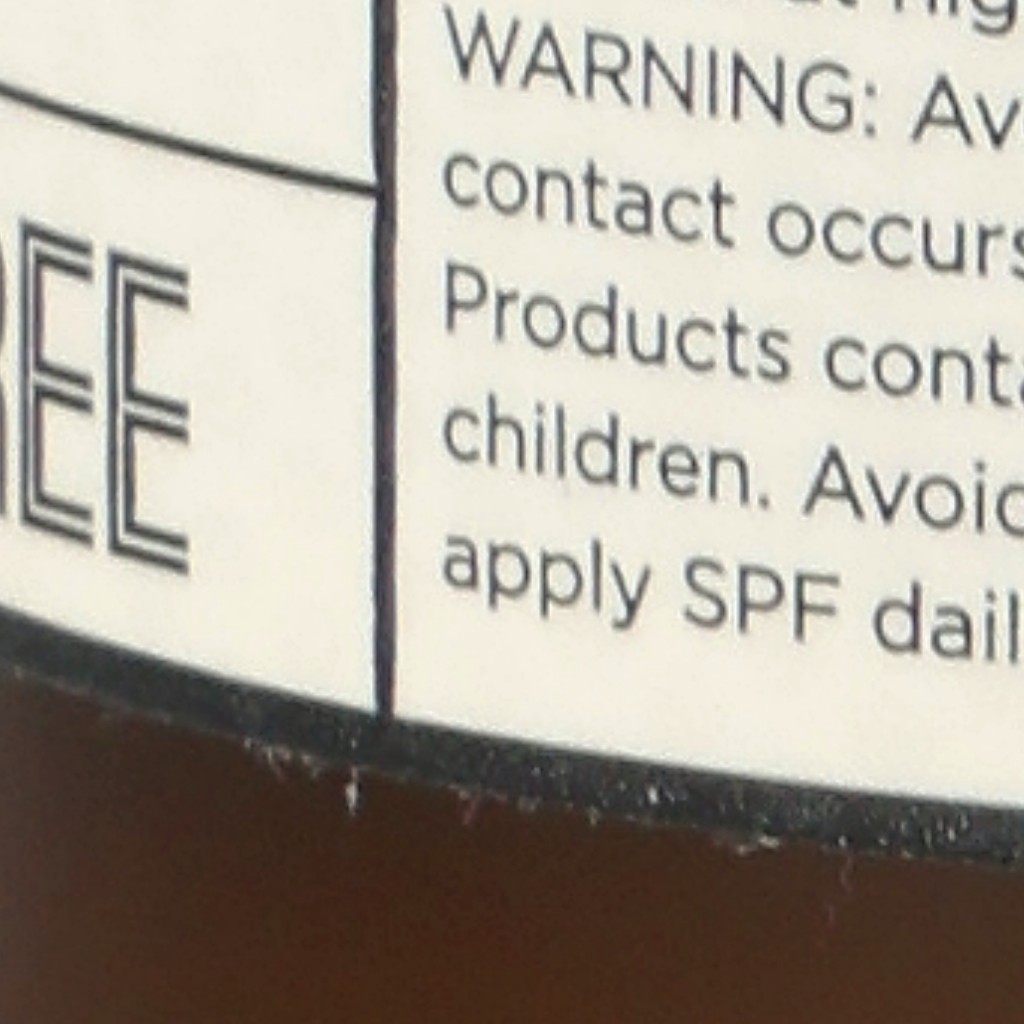 WARNING: Av
contact occurs
Products conta
children. Avoid
apply SPF dail
REE